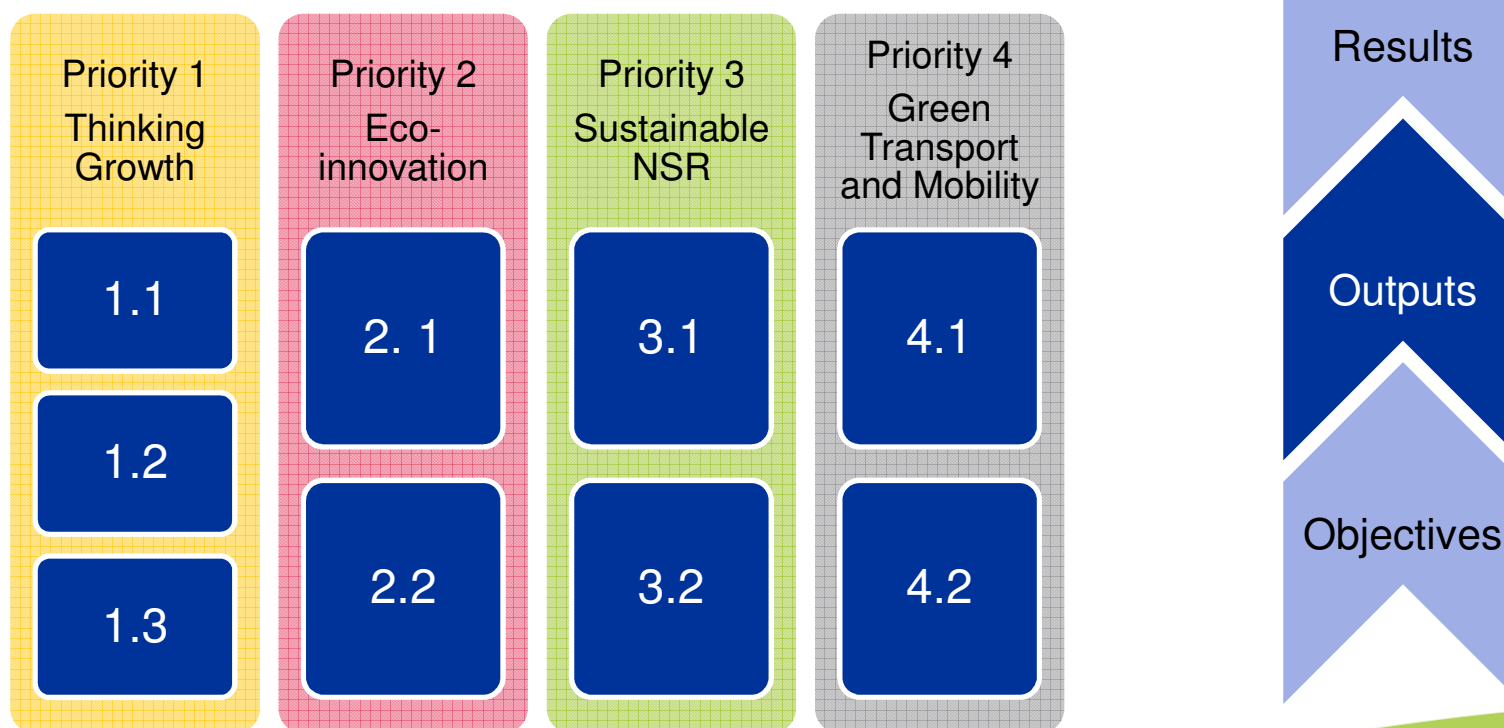 Priority 1
Thinking
Growth
1.1
1.2
1.3
Priority 2
Eco-
innovation
2. 1
2.2
Priority 3
Sustainable
NSR
3.1
3.2
Priority 4
Green
Transport
and Mobility
4.1
4.2
Results
Outputs
Objectives